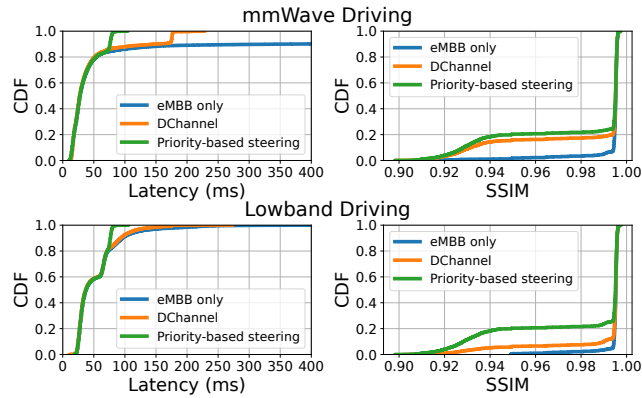 mmWave Driving
CDF
1.0
0.8
0.6
0.4
0.2
0.0
eMBB only
DChannel
Priority-based steering
0 50 100 150 200 250 300 350 400
Latency (ms)
CDF
1.0
0.8
0.6
0.4
0.2
0.0
eMBB only
DChannel
Priority-based steering
0.90 0.92 0.94 0.96 0.98 1.00
SSIM
Lowband Driving
CDF
1.0
0.8
0.6
0.4
0.2
0.0
eMBB only
DChannel
Priority-based steering
0 50 100 150 200 250 300 350 400
Latency (ms)
CDF
1.0
0.8
0.6
0.4
0.2
0.0
eMBB only
DChannel
Priority-based steering
0.90 0.92 0.94 0.96 0.98 1.00
SSIM